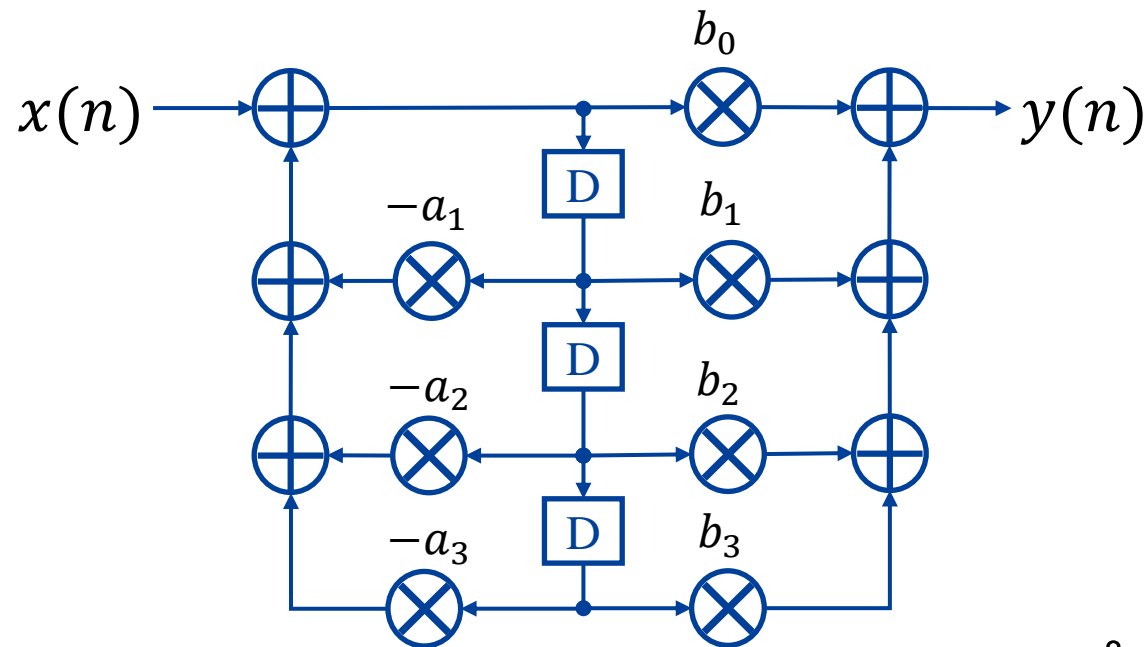 b₀
x(n) y(n)
D
−a₁ b₁
D
−a₂ b₂
D
−a₃ b₃